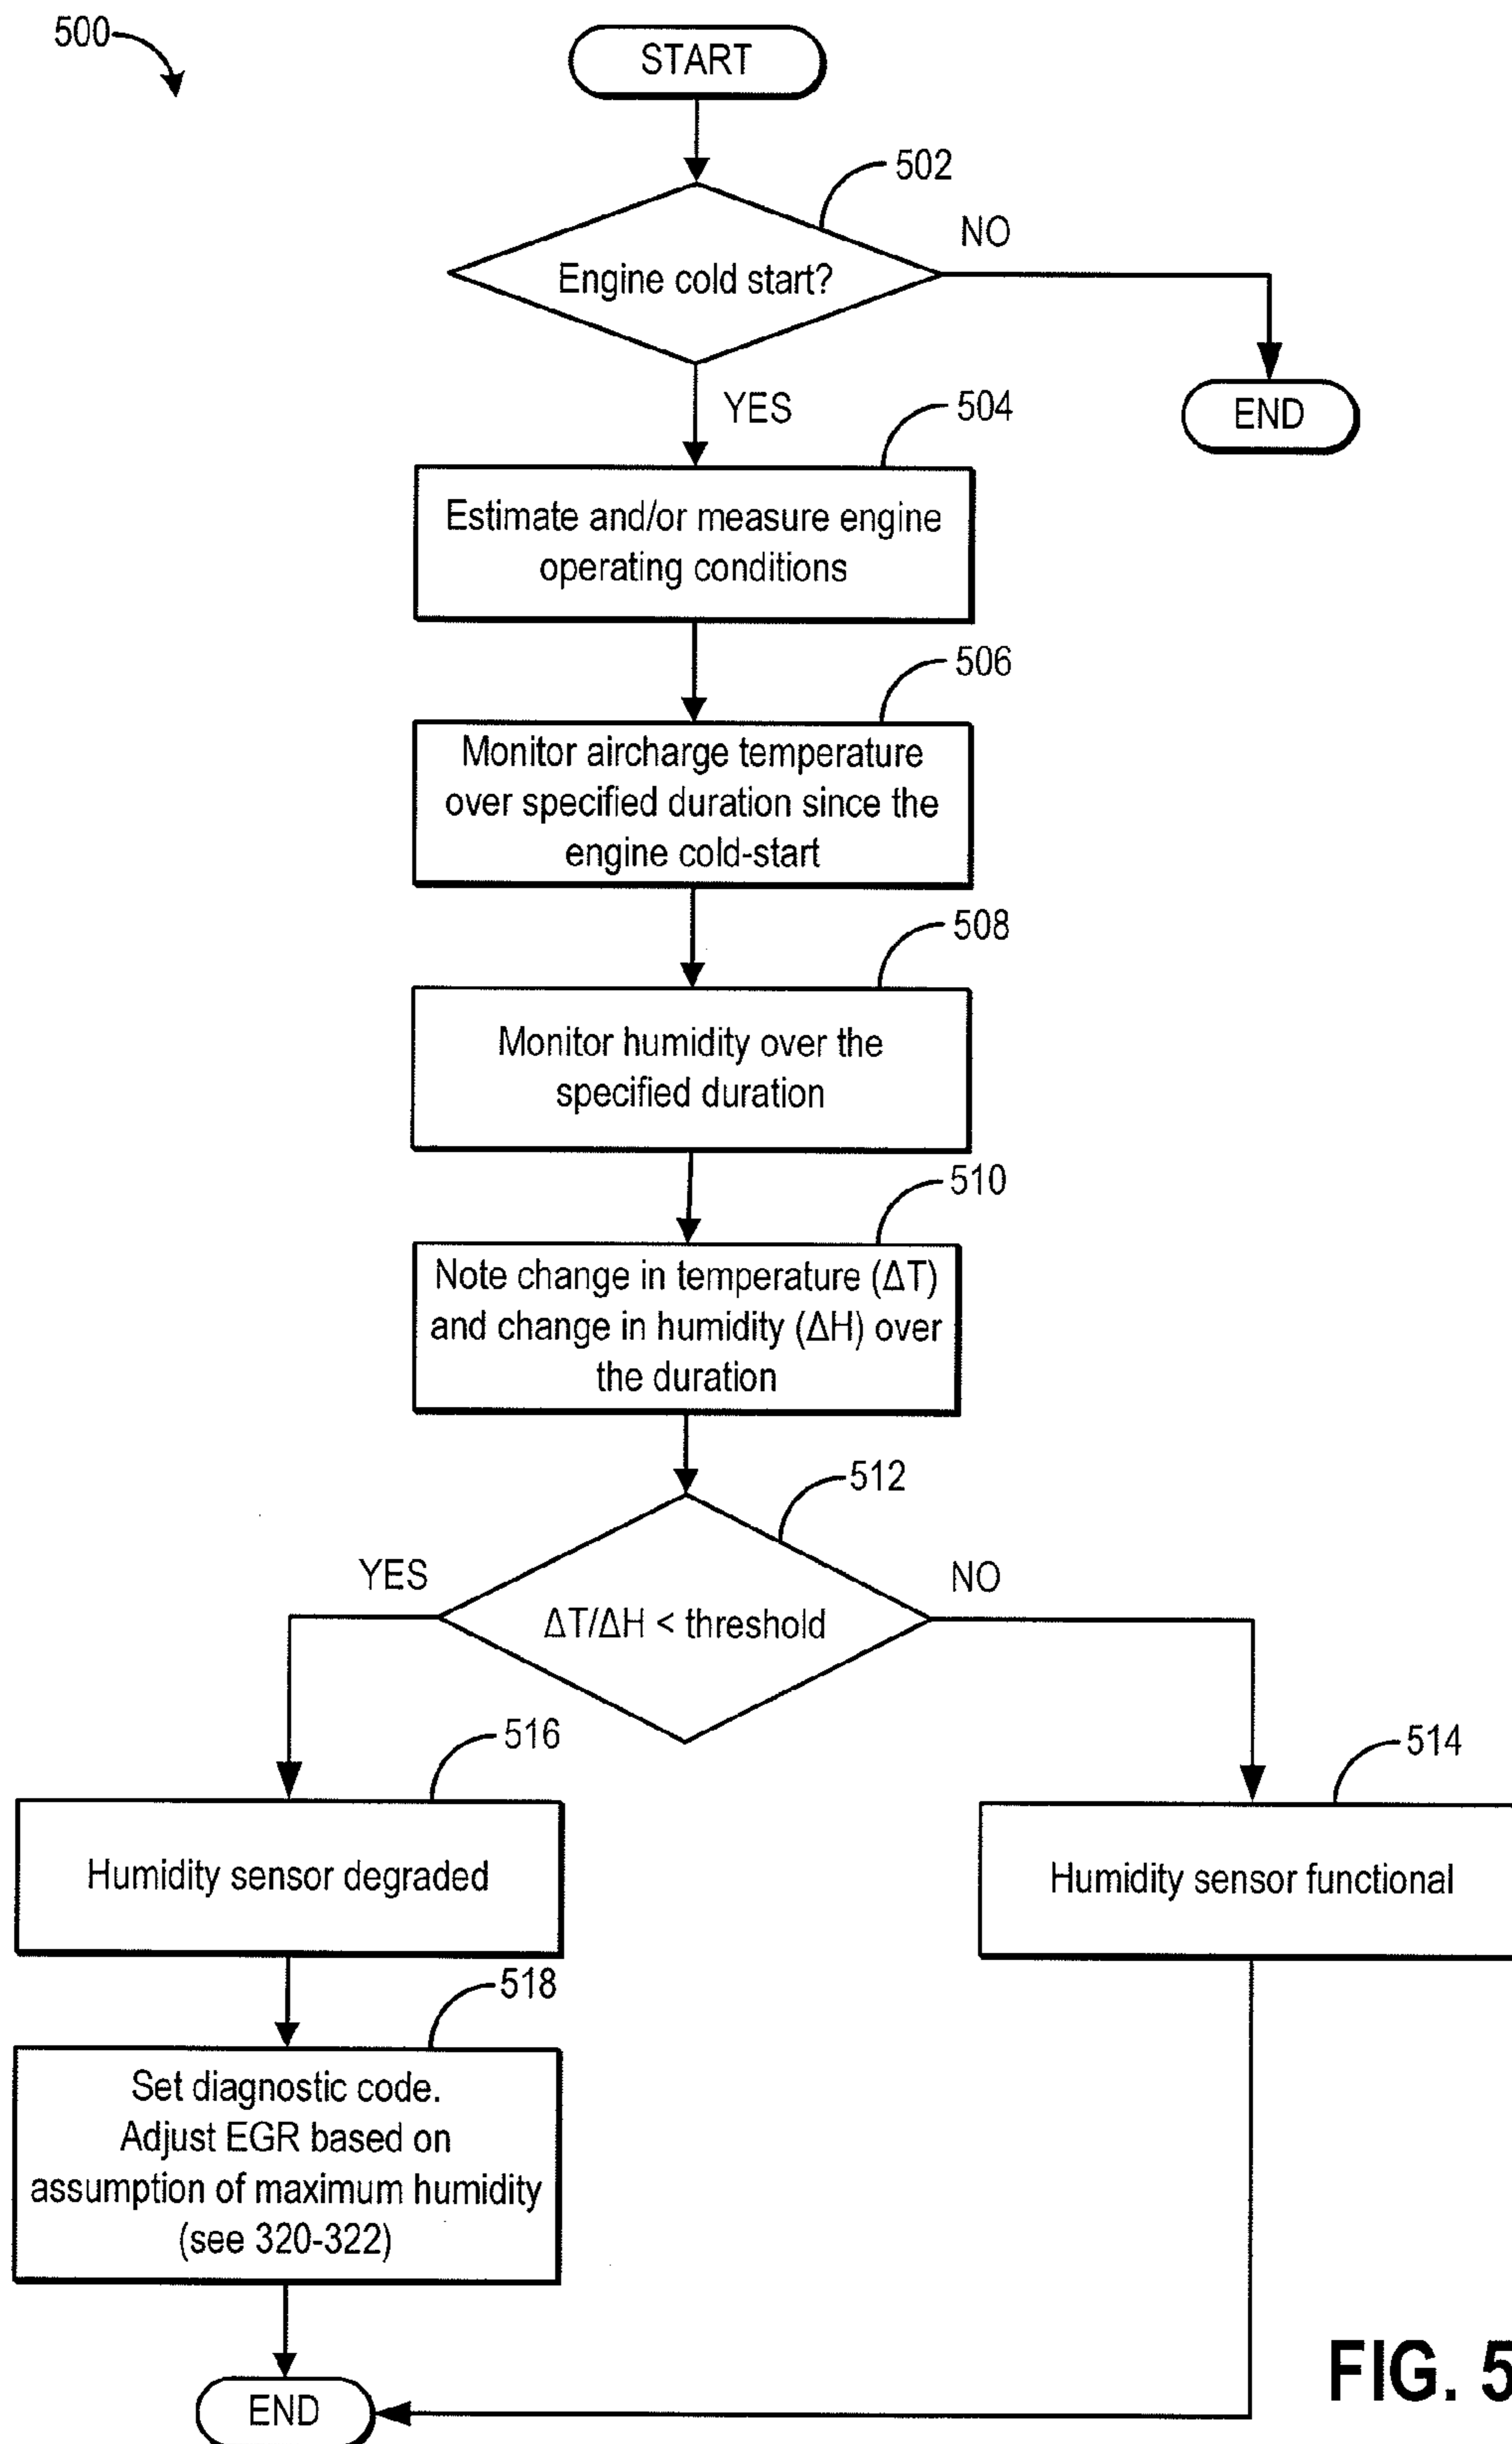 500
START
502
Engine cold start?
NO
END
YES
504
Estimate and/or measure engine
operating conditions
506
Monitor aircharge temperature
over specified duration since the
engine cold-start
508
Monitor humidity over the
specified duration
510
Note change in temperature (ΔT)
and change in humidity (ΔH) over
the duration
512
YES
NO
ΔT/ΔH < threshold
516
514
Humidity sensor degraded
Humidity sensor functional
518
Set diagnostic code.
Adjust EGR based on
assumption of maximum humidity
(see 320-322)
END
FIG. 5